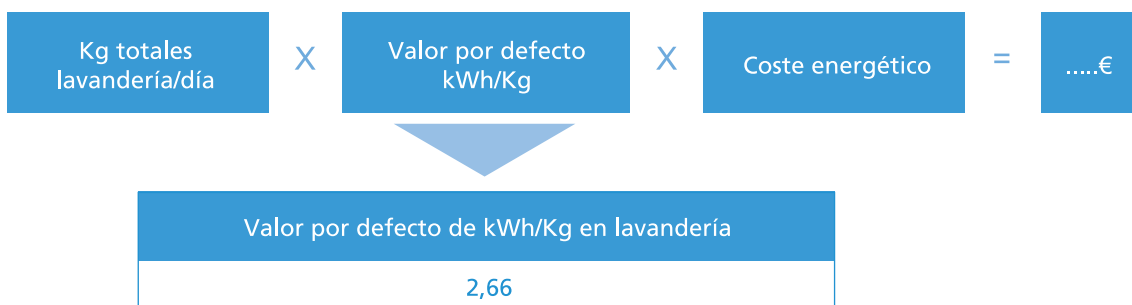 Kg totales
lavandería/día
X
Valor por defecto
kWh/Kg
X
Coste energético
=
.....€
Valor por defecto de kWh/Kg en lavandería
2,66